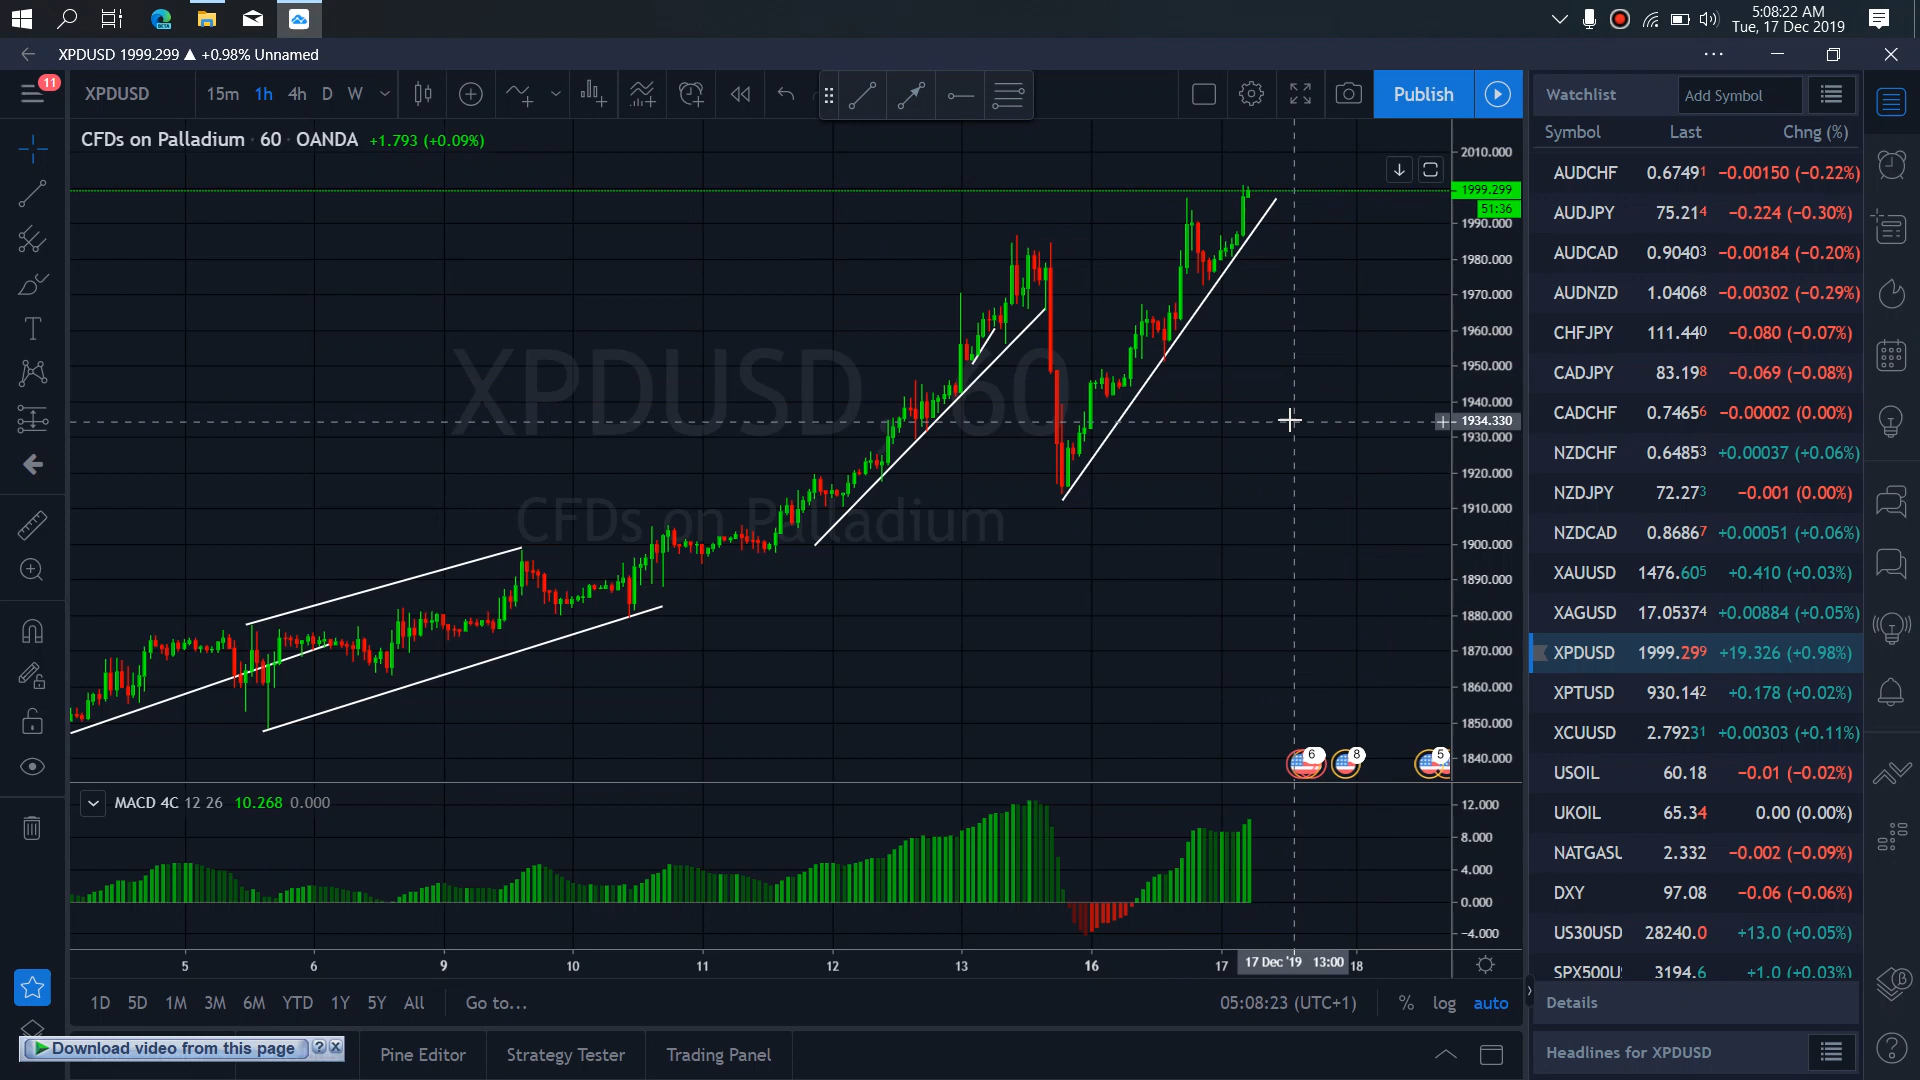 5:08:22 AM
Tue, 17 Dec 2019
XPDUSD 1999.299 ▲ +0.98% Unnamed
11
XPDUSD 15m 1h 4h D W
Publish
CFDs on Palladium · 60 · OANDA +1.793 (+0.09%)
XPDUSD, 60
CFDs on Palladium
2010.000
1999.299
51:36
1990.000
1980.000
1970.000
1960.000
1950.000
1940.000
1934.330
1930.000
1920.000
1910.000
1900.000
1890.000
1880.000
1870.000
1860.000
1850.000
1840.000
6 8 5
MACD 4C 12 26 10.268 0.000
12.000
8.000
4.000
0.000
−4.000
5 6 9 10 11 12 13 16 17 17 Dec '19 13:00 18
1D 5D 1M 3M 6M YTD 1Y 5Y All Go to... 05:08:23 (UTC+1) % log auto
Download video from this page ? X
Pine Editor Strategy Tester Trading Panel
Watchlist Add Symbol
Symbol Last Chng (%)
AUDCHF 0.67491 −0.00150 (−0.22%)
AUDJPY 75.214 −0.224 (−0.30%)
AUDCAD 0.90403 −0.00184 (−0.20%)
AUDNZD 1.04068 −0.00302 (−0.29%)
CHFJPY 111.440 −0.080 (−0.07%)
CADJPY 83.198 −0.069 (−0.08%)
CADCHF 0.74656 −0.00002 (0.00%)
NZDCHF 0.64853 +0.00037 (+0.06%)
NZDJPY 72.273 −0.001 (0.00%)
NZDCAD 0.86867 +0.00051 (+0.06%)
XAUUSD 1476.605 +0.410 (+0.03%)
XAGUSD 17.05374 +0.00884 (+0.05%)
XPDUSD 1999.299 +19.326 (+0.98%)
XPTUSD 930.142 +0.178 (+0.02%)
XCUUSD 2.79231 +0.00303 (+0.11%)
USOIL 60.18 −0.01 (−0.02%)
UKOIL 65.34 0.00 (0.00%)
NATGASU 2.332 −0.002 (−0.09%)
DXY 97.08 −0.06 (−0.06%)
US30USD 28240.0 +13.0 (+0.05%)
SPX500U 3194.6 +1.0 (+0.03%)
Details
Headlines for XPDUSD